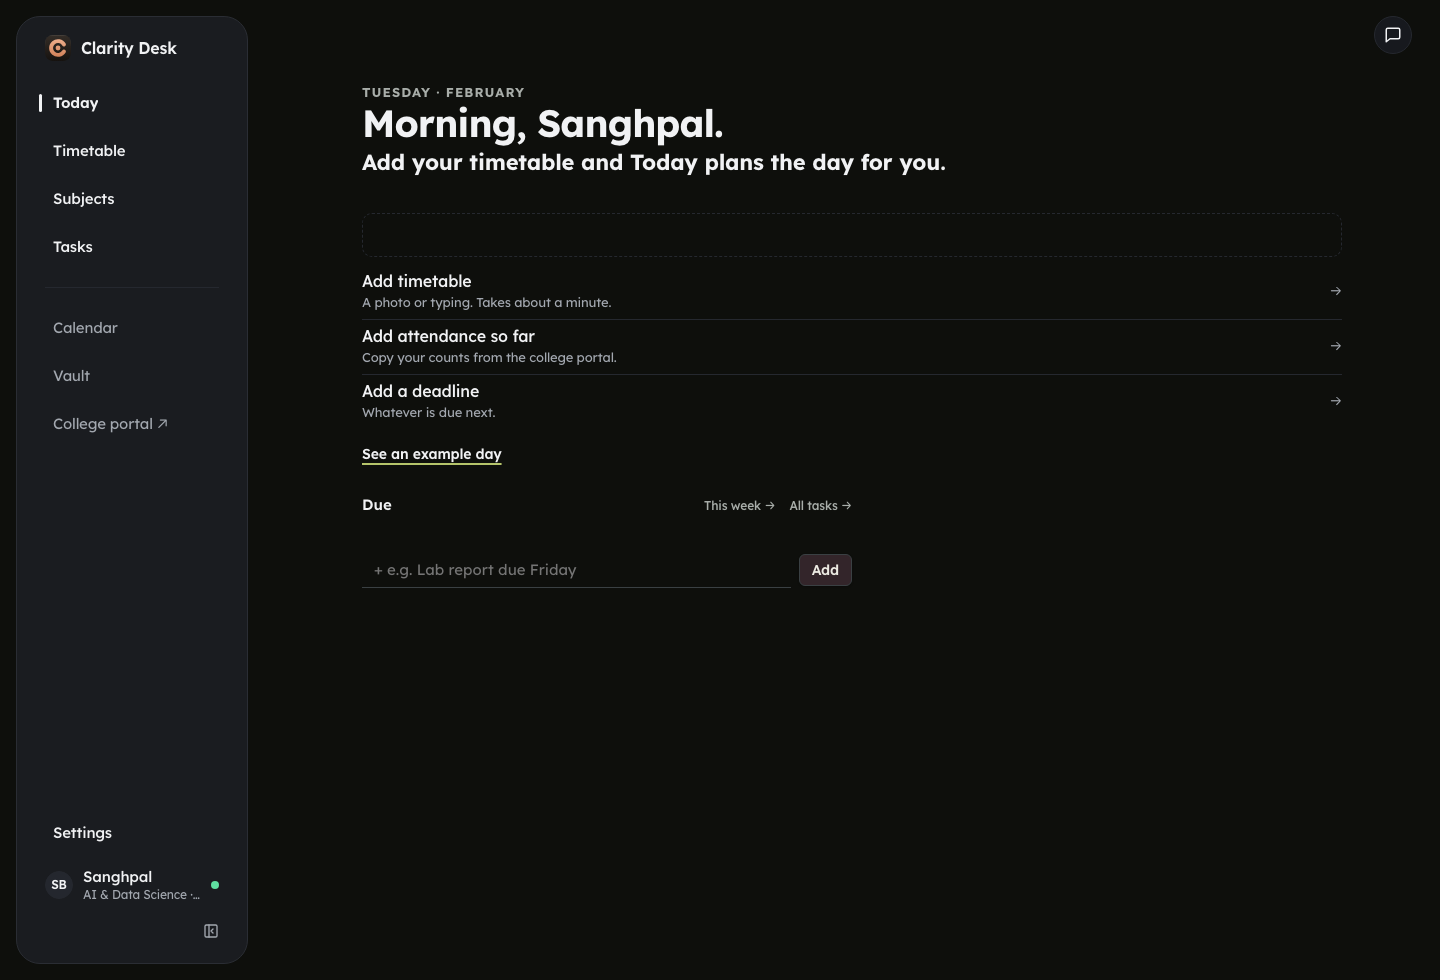 Clarity Desk
Today
Timetable
Subjects
Tasks
Calendar
Vault
College portal ↗
Settings
SB
Sanghpal
AI & Data Science ·…
TUESDAY · FEBRUARY
Morning, Sanghpal.
Add your timetable and Today plans the day for you.
Add timetable
A photo or typing. Takes about a minute.
→
Add attendance so far
Copy your counts from the college portal.
→
Add a deadline
Whatever is due next.
→
See an example day
Due
This week → All tasks →
+ e.g. Lab report due Friday
Add